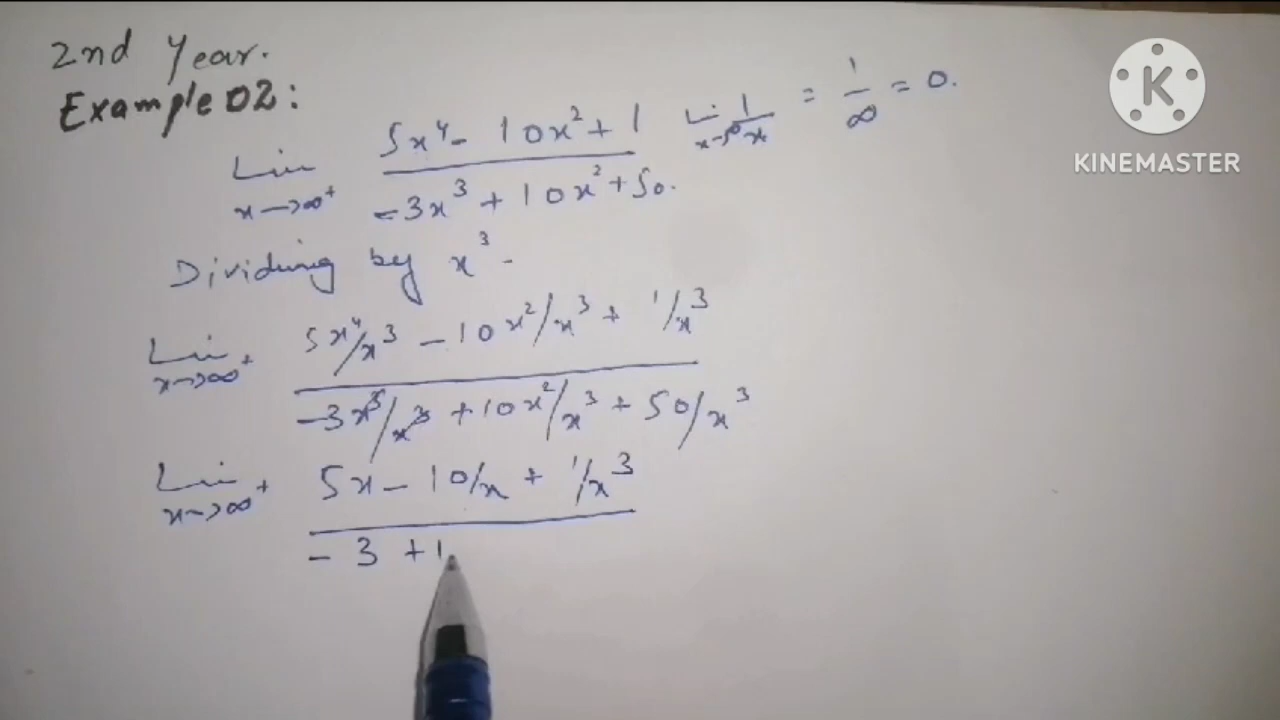 2nd Year.
Example 02:
Lim x→∞⁺ 5x⁴ - 10x² + 1 / -3x³ + 10x² + 50.
Lim x→∞ 1/x = 1/∞ = 0.
K
KINEMASTER
Dividing by x³.
Lim x→∞⁺ 5x⁴/x³ - 10x²/x³ + 1/x³
-3x³/x³ + 10x²/x³ + 50/x³
Lim x→∞⁺ 5x - 10/x + 1/x³
- 3 + 1